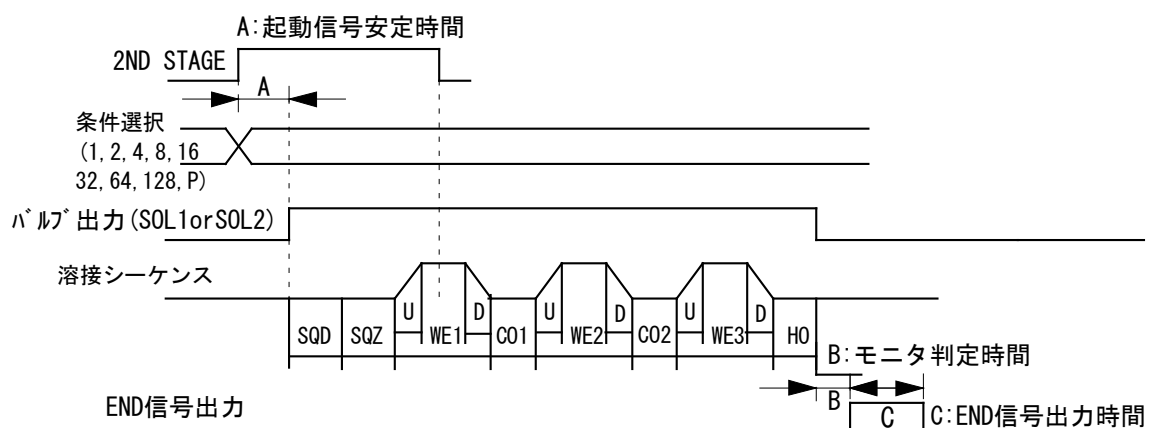 A:起動信号安定時間
2ND STAGE
A
条件選択
(1, 2, 4, 8, 16
32, 64, 128, P)
ﾊﾞﾙﾌﾞ出力(SOL1orSOL2)
溶接シーケンス
SQD SQZ U WE1 D CO1 U WE2 D CO2 U WE3 D HO
B:モニタ判定時間
B
END信号出力
C C:END信号出力時間